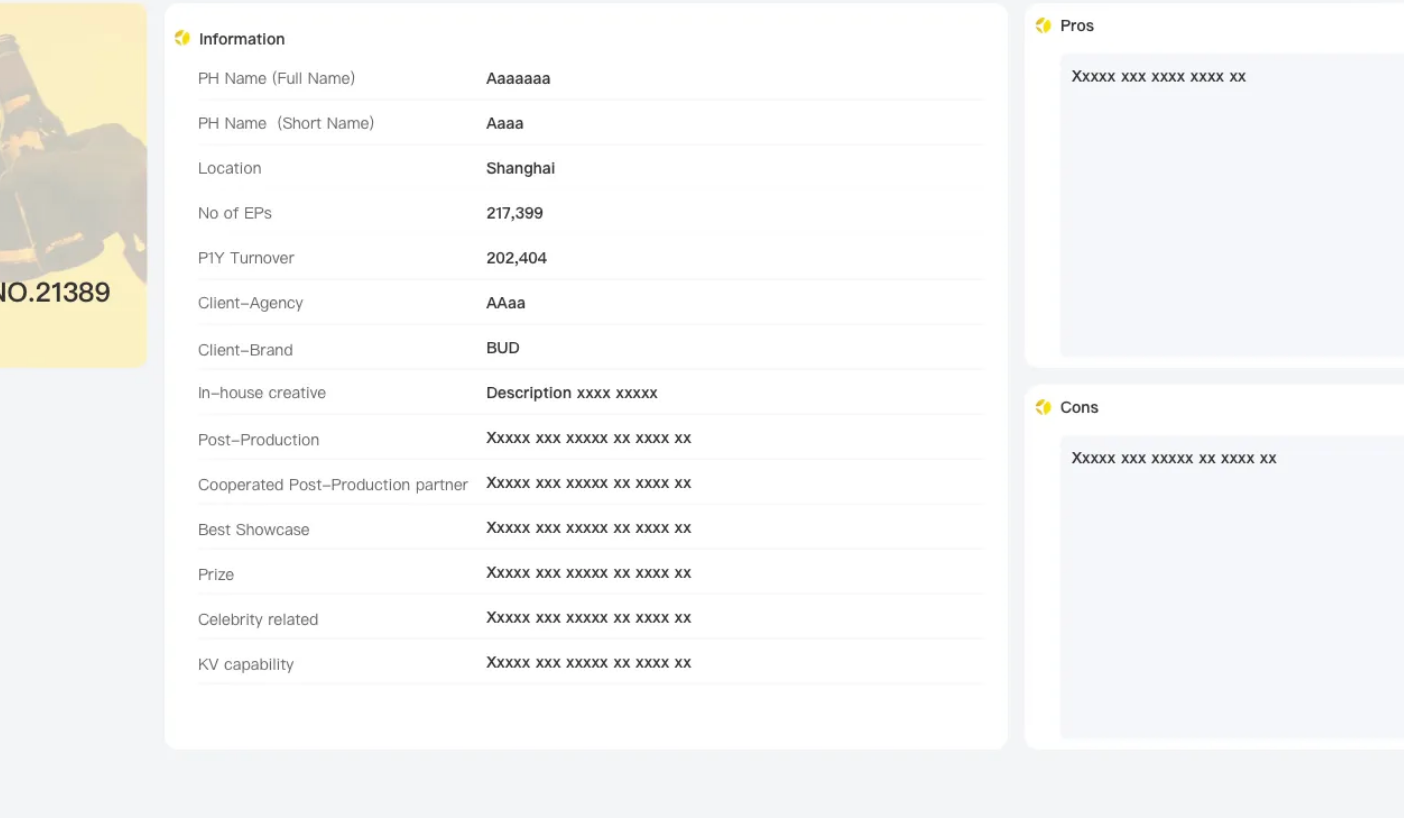 NO.21389
Information
PH Name (Full Name) Aaaaaaa
PH Name (Short Name) Aaaa
Location Shanghai
No of EPs 217,399
P1Y Turnover 202,404
Client-Agency AAaa
Client-Brand BUD
In-house creative Description xxxx xxxxx
Post-Production Xxxxx xxx xxxxx xx xxxx xx
Cooperated Post-Production partner Xxxxx xxx xxxxx xx xxxx xx
Best Showcase Xxxxx xxx xxxxx xx xxxx xx
Prize Xxxxx xxx xxxxx xx xxxx xx
Celebrity related Xxxxx xxx xxxxx xx xxxx xx
KV capability Xxxxx xxx xxxxx xx xxxx xx
Pros
Xxxxx xxx xxxx xxxx xx
Cons
Xxxxx xxx xxxxx xx xxxx xx